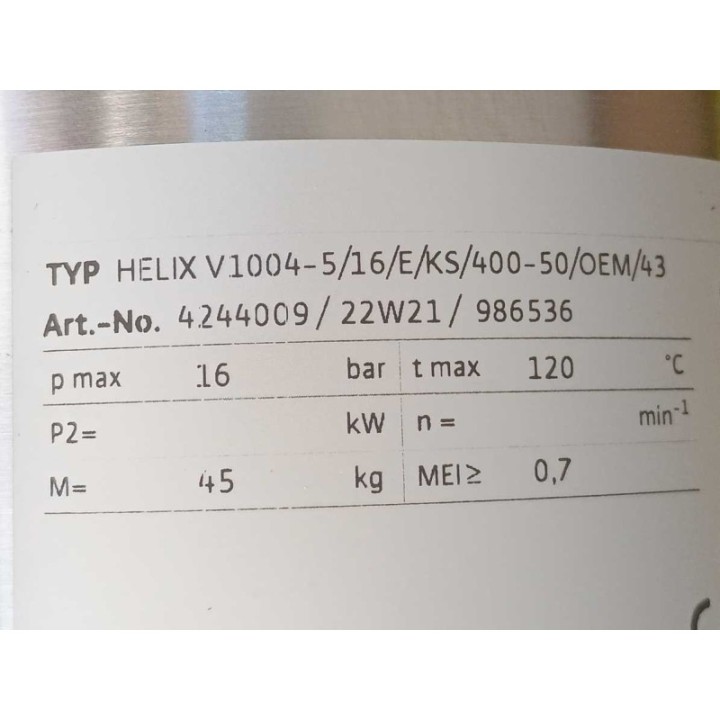 TYP HELIX V1004-5/16/E/KS/400-50/OEM/43
Art.-No. 4244009/22W21/986536
p max 16 bar t max 120 °C
P2= kW n = min⁻¹
M= 45 kg MEI≥ 0,7